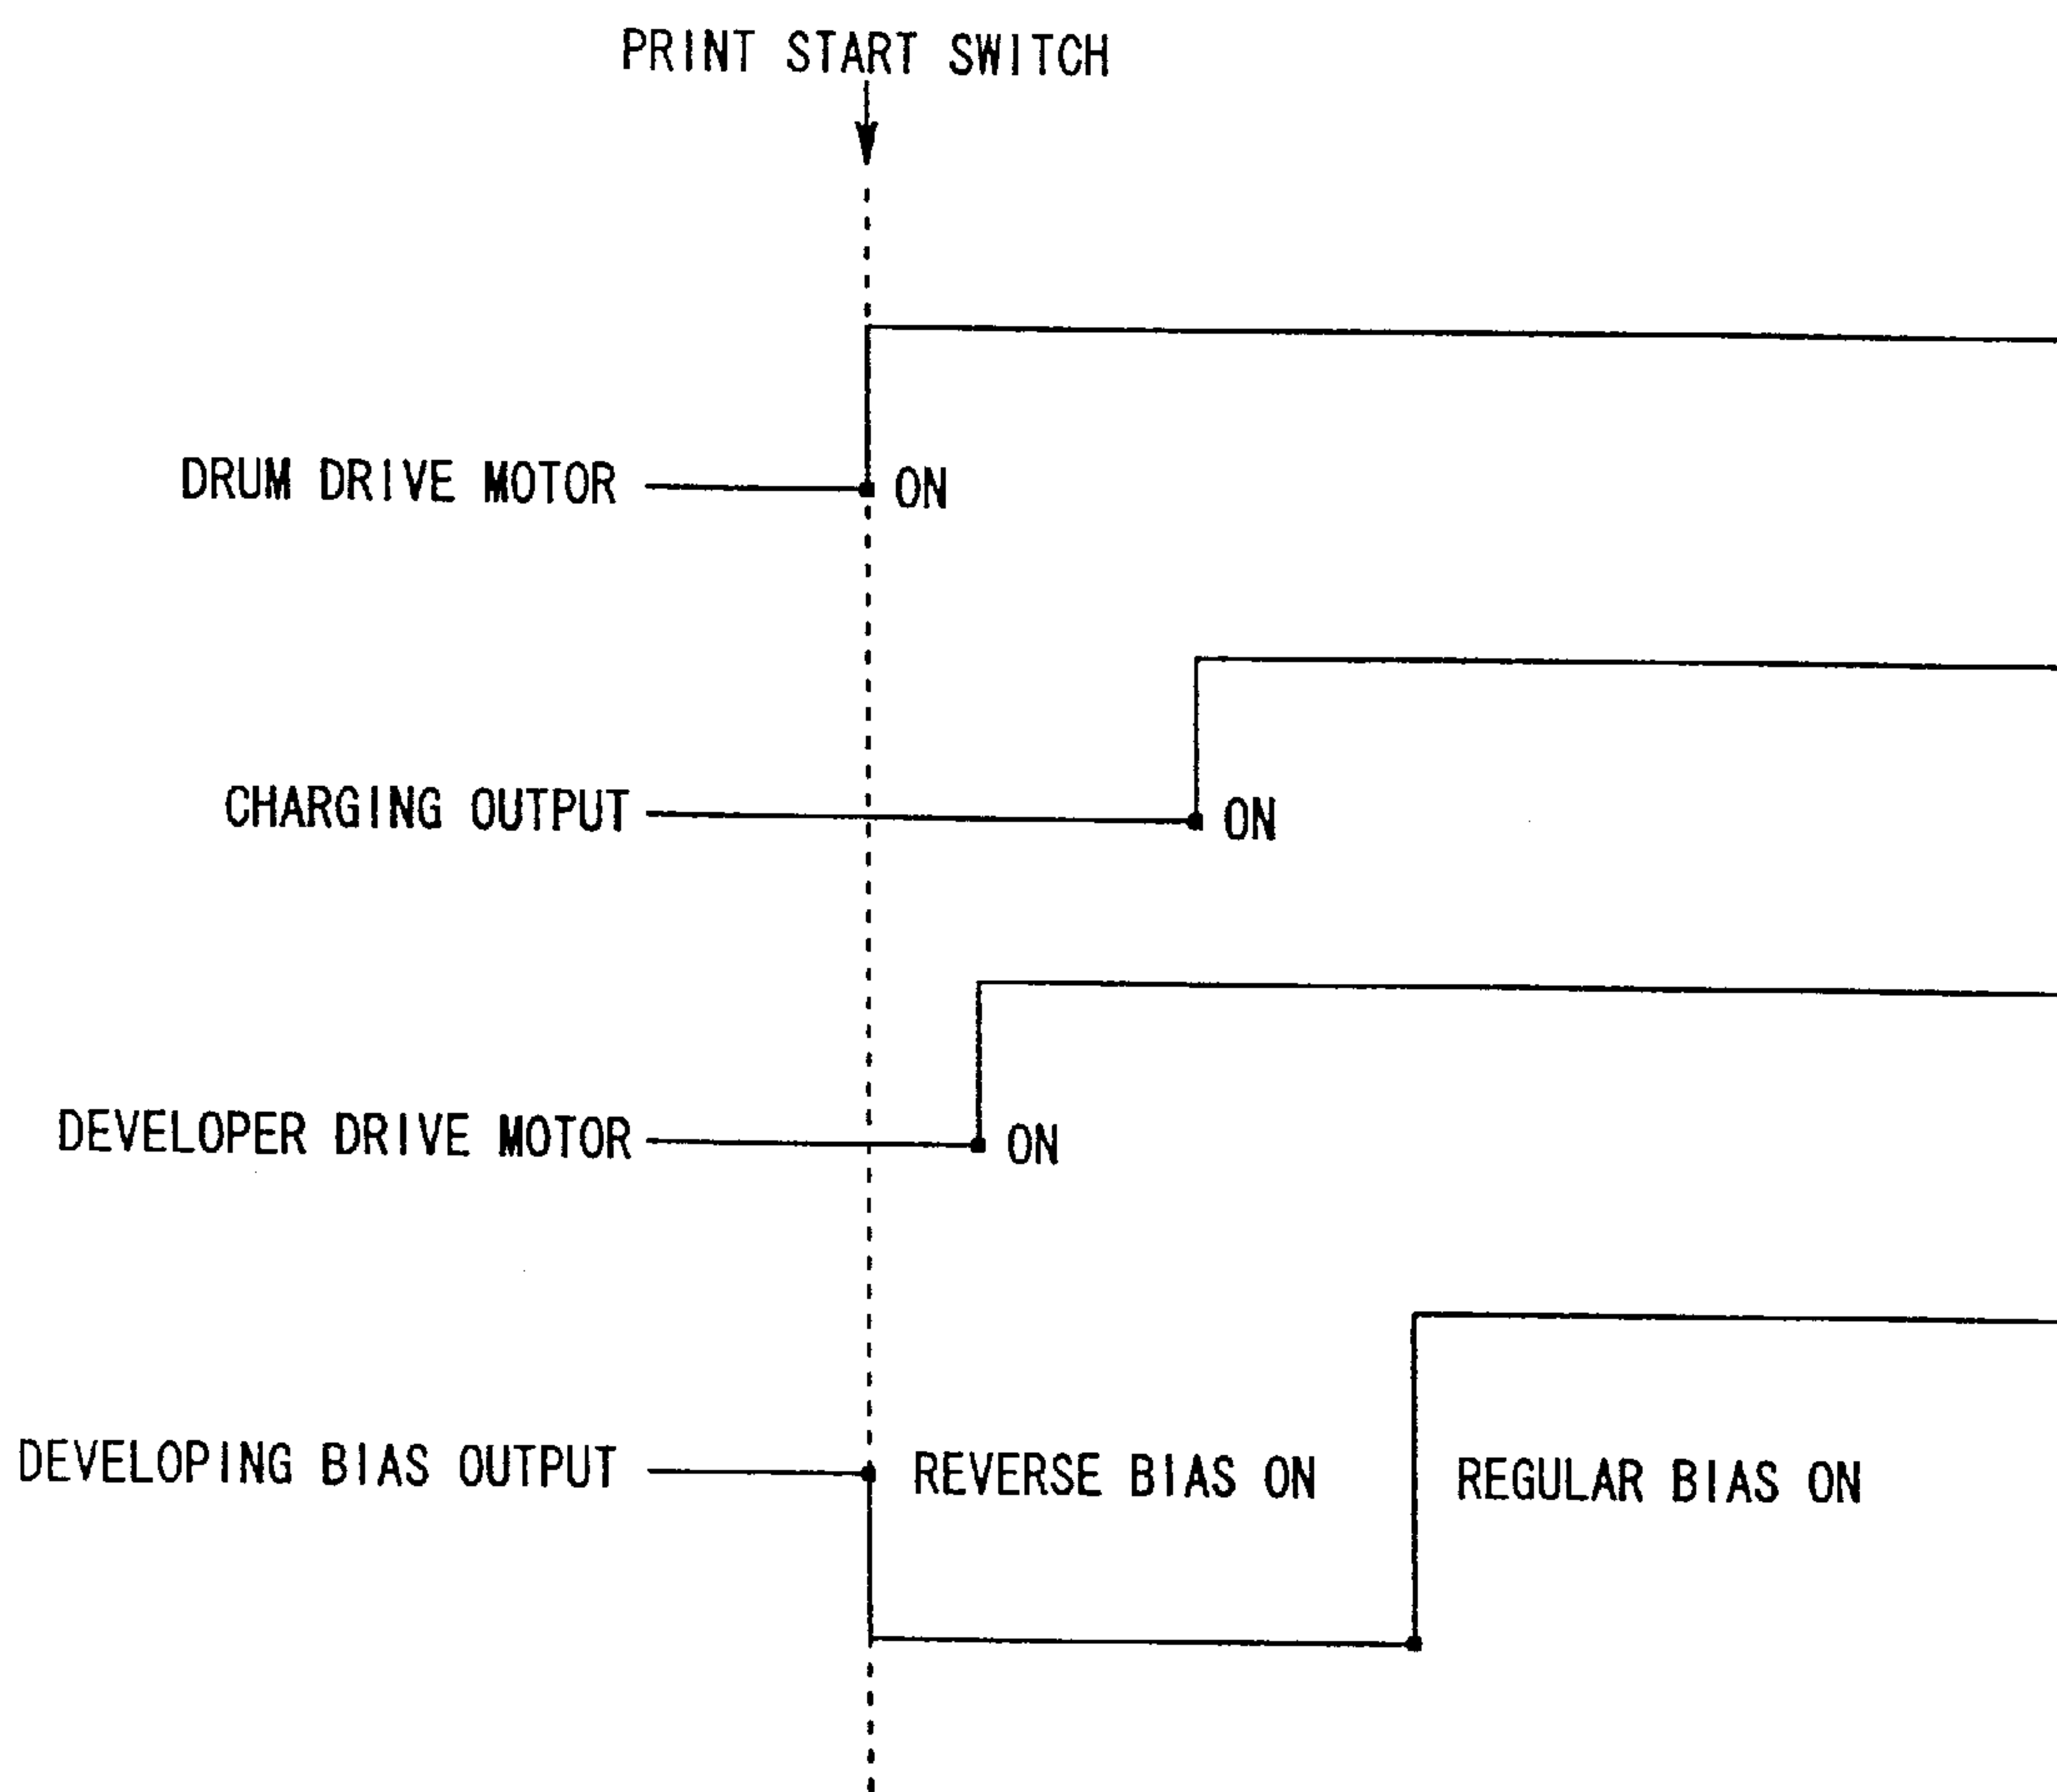 PRINT START SWITCH
DRUM DRIVE MOTOR
ON
CHARGING OUTPUT
ON
DEVELOPER DRIVE MOTOR
ON
DEVELOPING BIAS OUTPUT
REVERSE BIAS ON
REGULAR BIAS ON